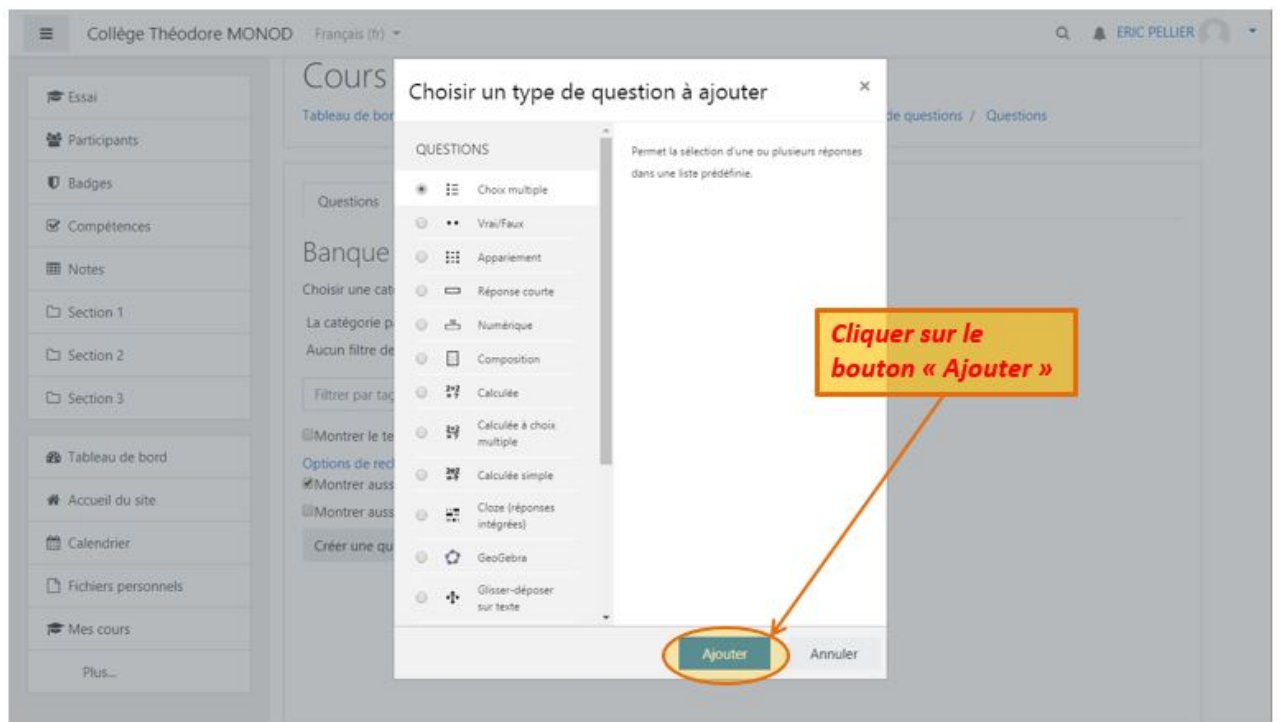 Collège Théodore MONOD Français (fr)
ERIC PELLIER
Essai
Participants
Badges
Compétences
Notes
Section 1
Section 2
Section 3
Tableau de bord
Accueil du site
Calendrier
Fichiers personnels
Mes cours
Plus...
Cours
Tableau de bor
de questions / Questions
Questions
Banque
Choisir une cat
La catégorie p
Aucun filtre de
Filtrer par tag
Montrer le te
Options de rech
Montrer auss
Montrer auss
Créer une qu
Choisir un type de question à ajouter ×
QUESTIONS
Choix multiple
Vrai/Faux
Appariement
Réponse courte
Numérique
Composition
Calculée
Calculée à choix
multiple
Calculée simple
Cloze (réponses
intégrées)
GeoGebra
Glisser-déposer
sur texte
Permet la sélection d'une ou plusieurs réponses
dans une liste prédéfinie.
Ajouter Annuler
Cliquer sur le
bouton « Ajouter »